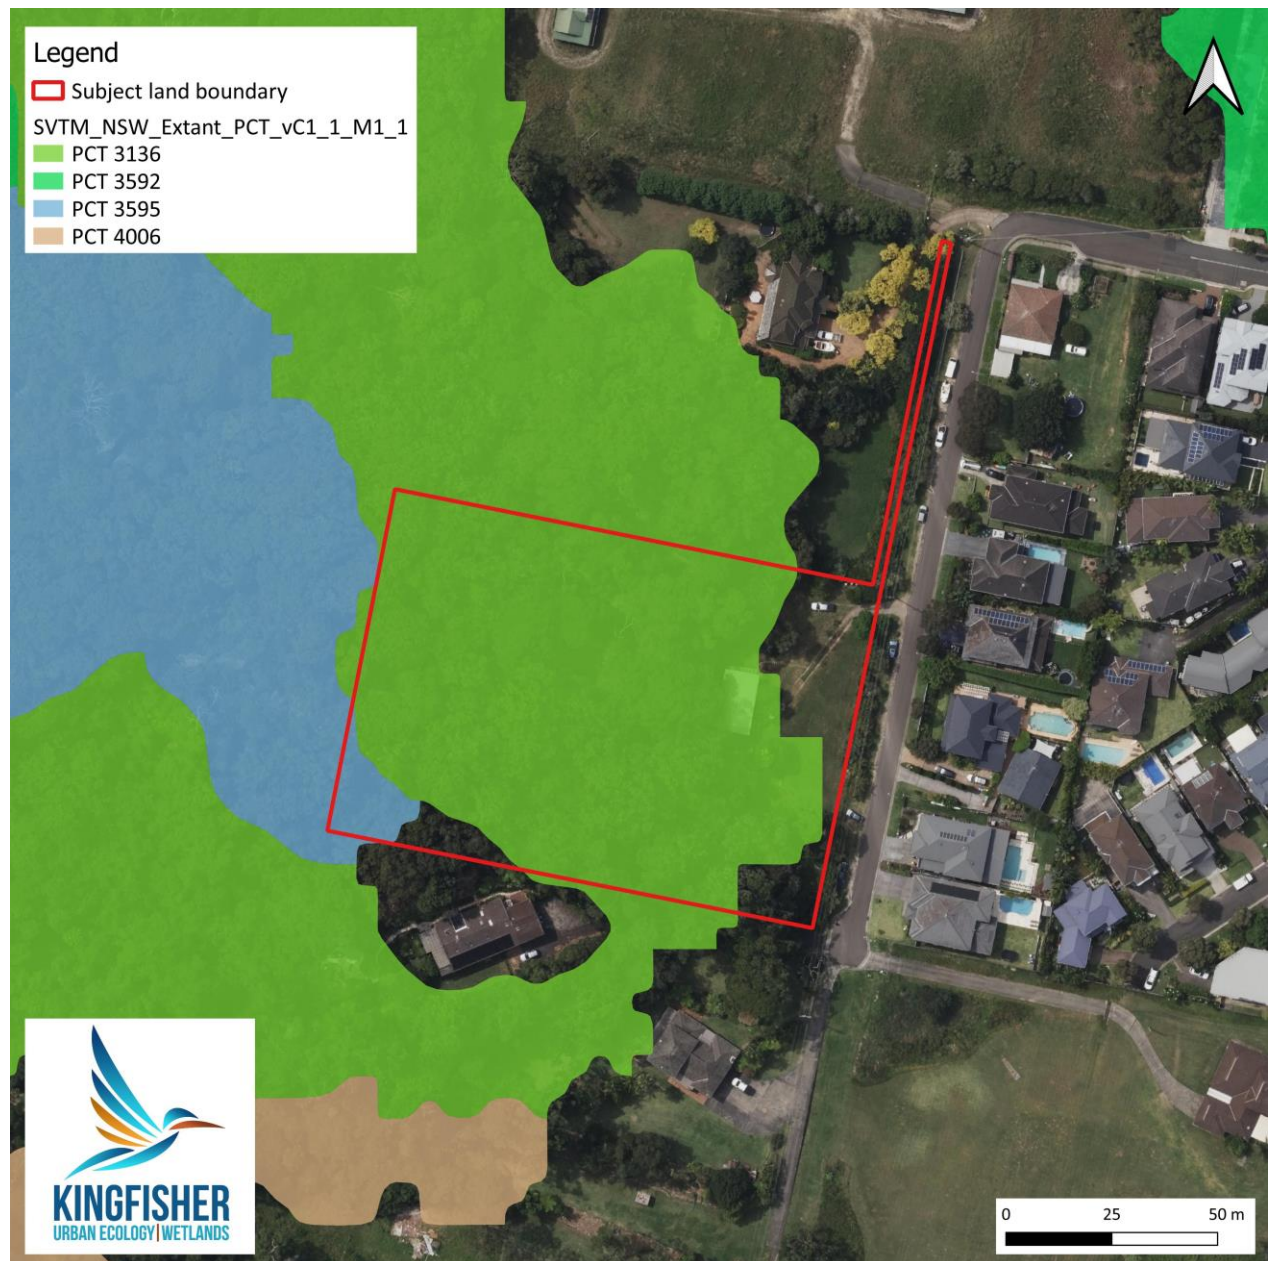 Legend
Subject land boundary
SVTM_NSW_Extant_PCT_vC1_1_M1_1
PCT 3136
PCT 3592
PCT 3595
PCT 4006
KINGFISHER
URBAN ECOLOGY|WETLANDS
0 25 50 m